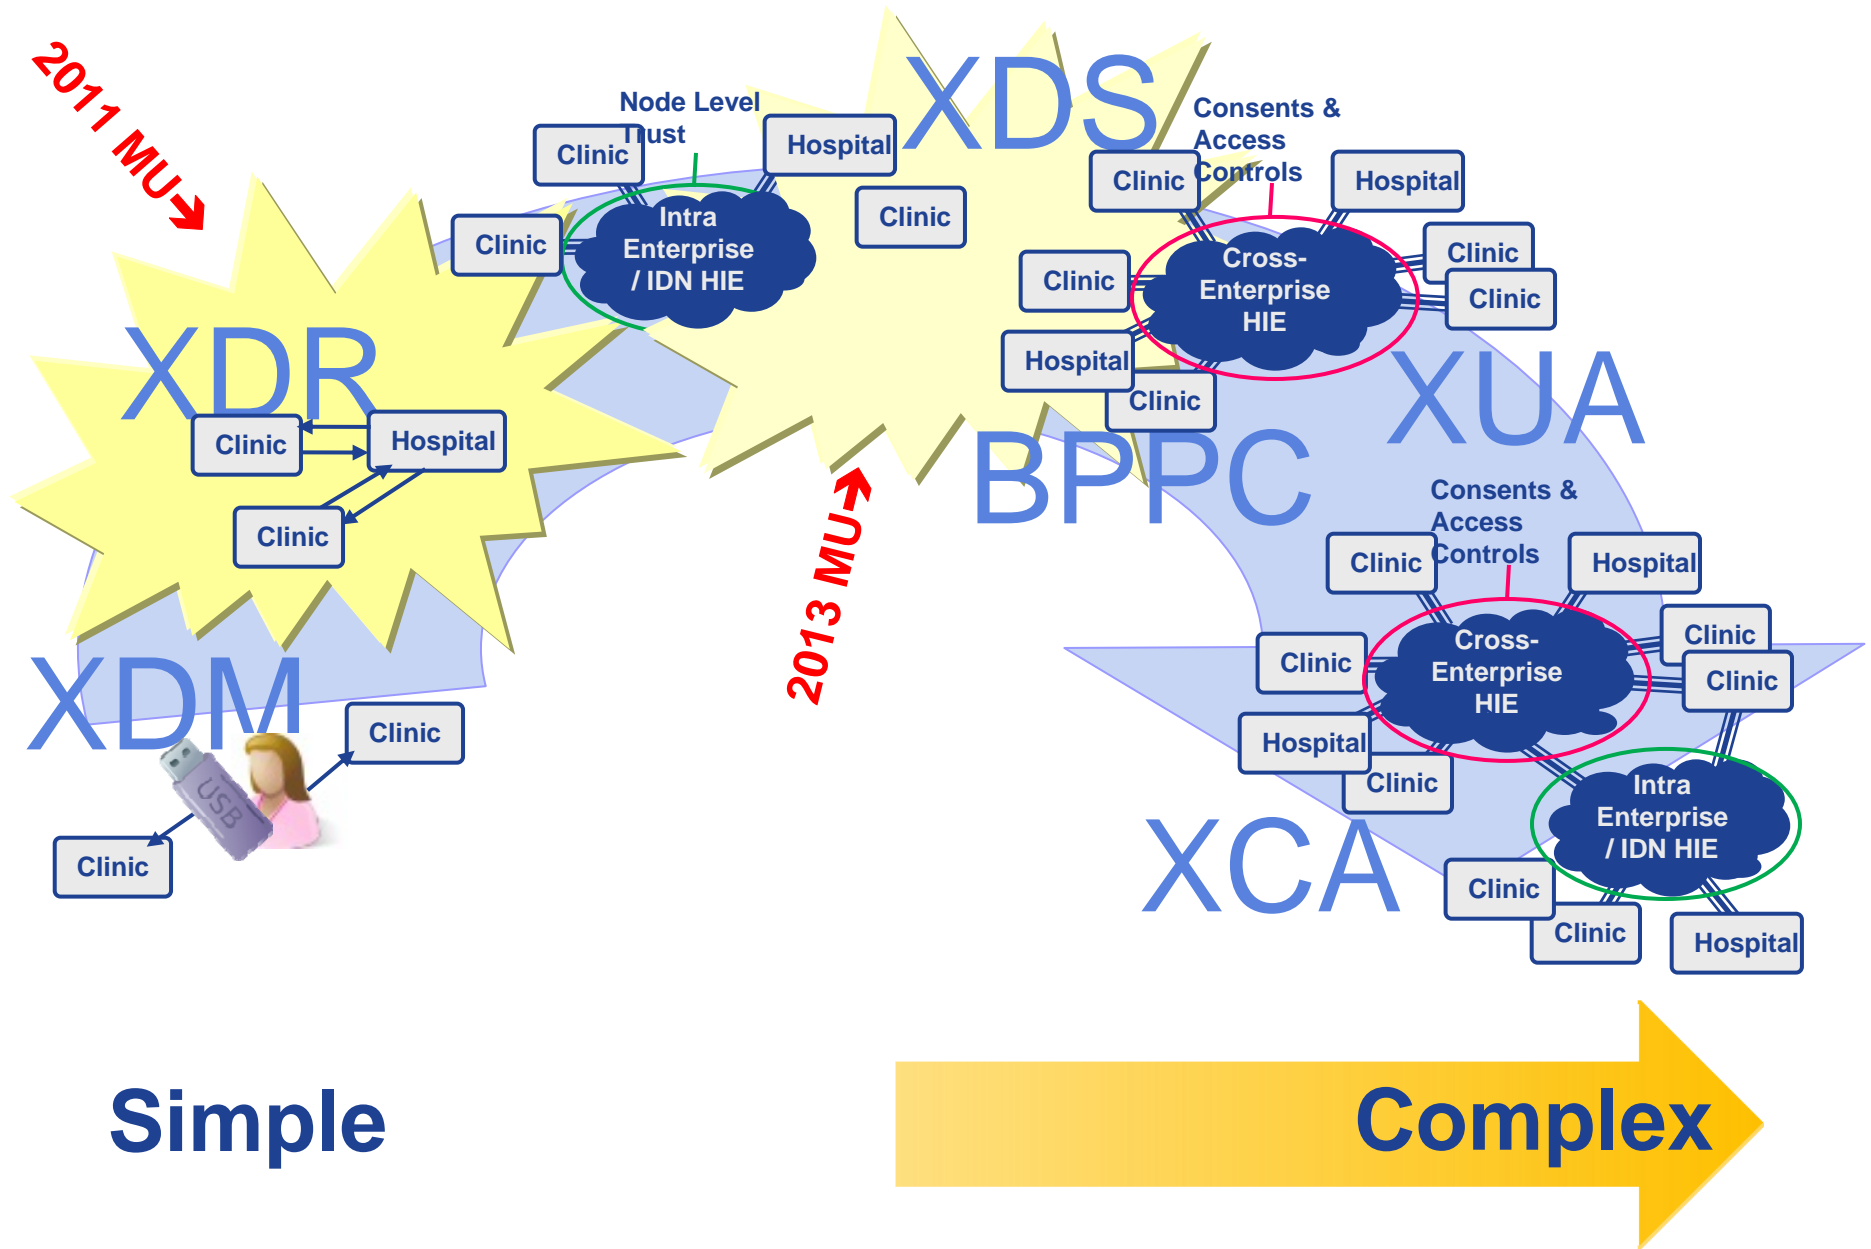 2011 MU→
XDR
Clinic
Hospital
Clinic
XDM
USB
Clinic
Clinic
Node Level
Trust
Clinic
Hospital
Clinic
Clinic
Intra
Enterprise
/ IDN HIE
XDS
2013 MU→
BPPC
Consents &
Access
Controls
Clinic
Hospital
Clinic
Clinic
Clinic
Hospital
Clinic
Cross-
Enterprise
HIE
XUA
Consents &
Access
Controls
Clinic
Hospital
Clinic
Clinic
Clinic
Hospital
Clinic
Cross-
Enterprise
HIE
XCA
Intra
Enterprise
/ IDN HIE
Clinic
Clinic
Hospital
Simple
Complex